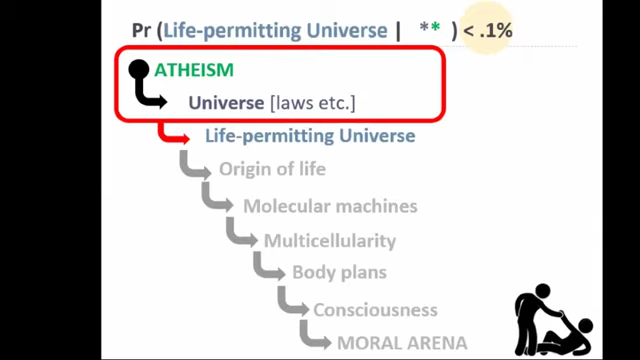 Pr (Life-permitting Universe | ** ) < .1%
ATHEISM
Universe [laws etc.]
Life-permitting Universe
Origin of life
Molecular machines
Multicellularity
Body plans
Consciousness
MORAL ARENA